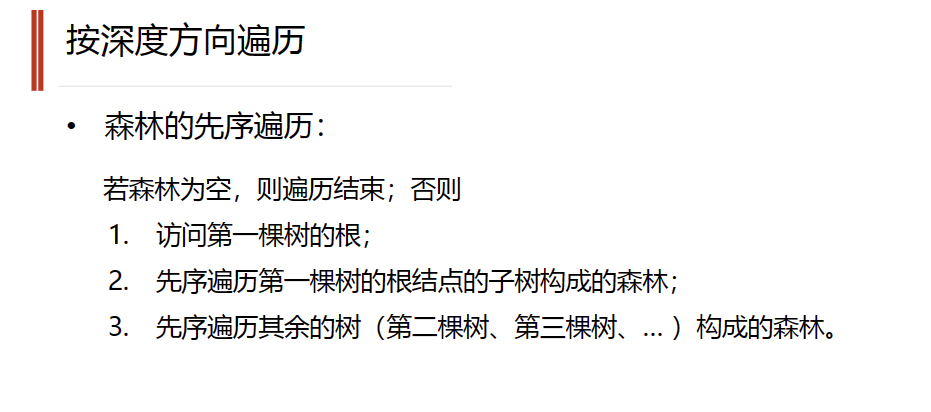 按深度方向遍历
• 森林的先序遍历：
若森林为空，则遍历结束；否则
1. 访问第一棵树的根；
2. 先序遍历第一棵树的根结点的子树构成的森林；
3. 先序遍历其余的树（第二棵树、第三棵树、… ）构成的森林。